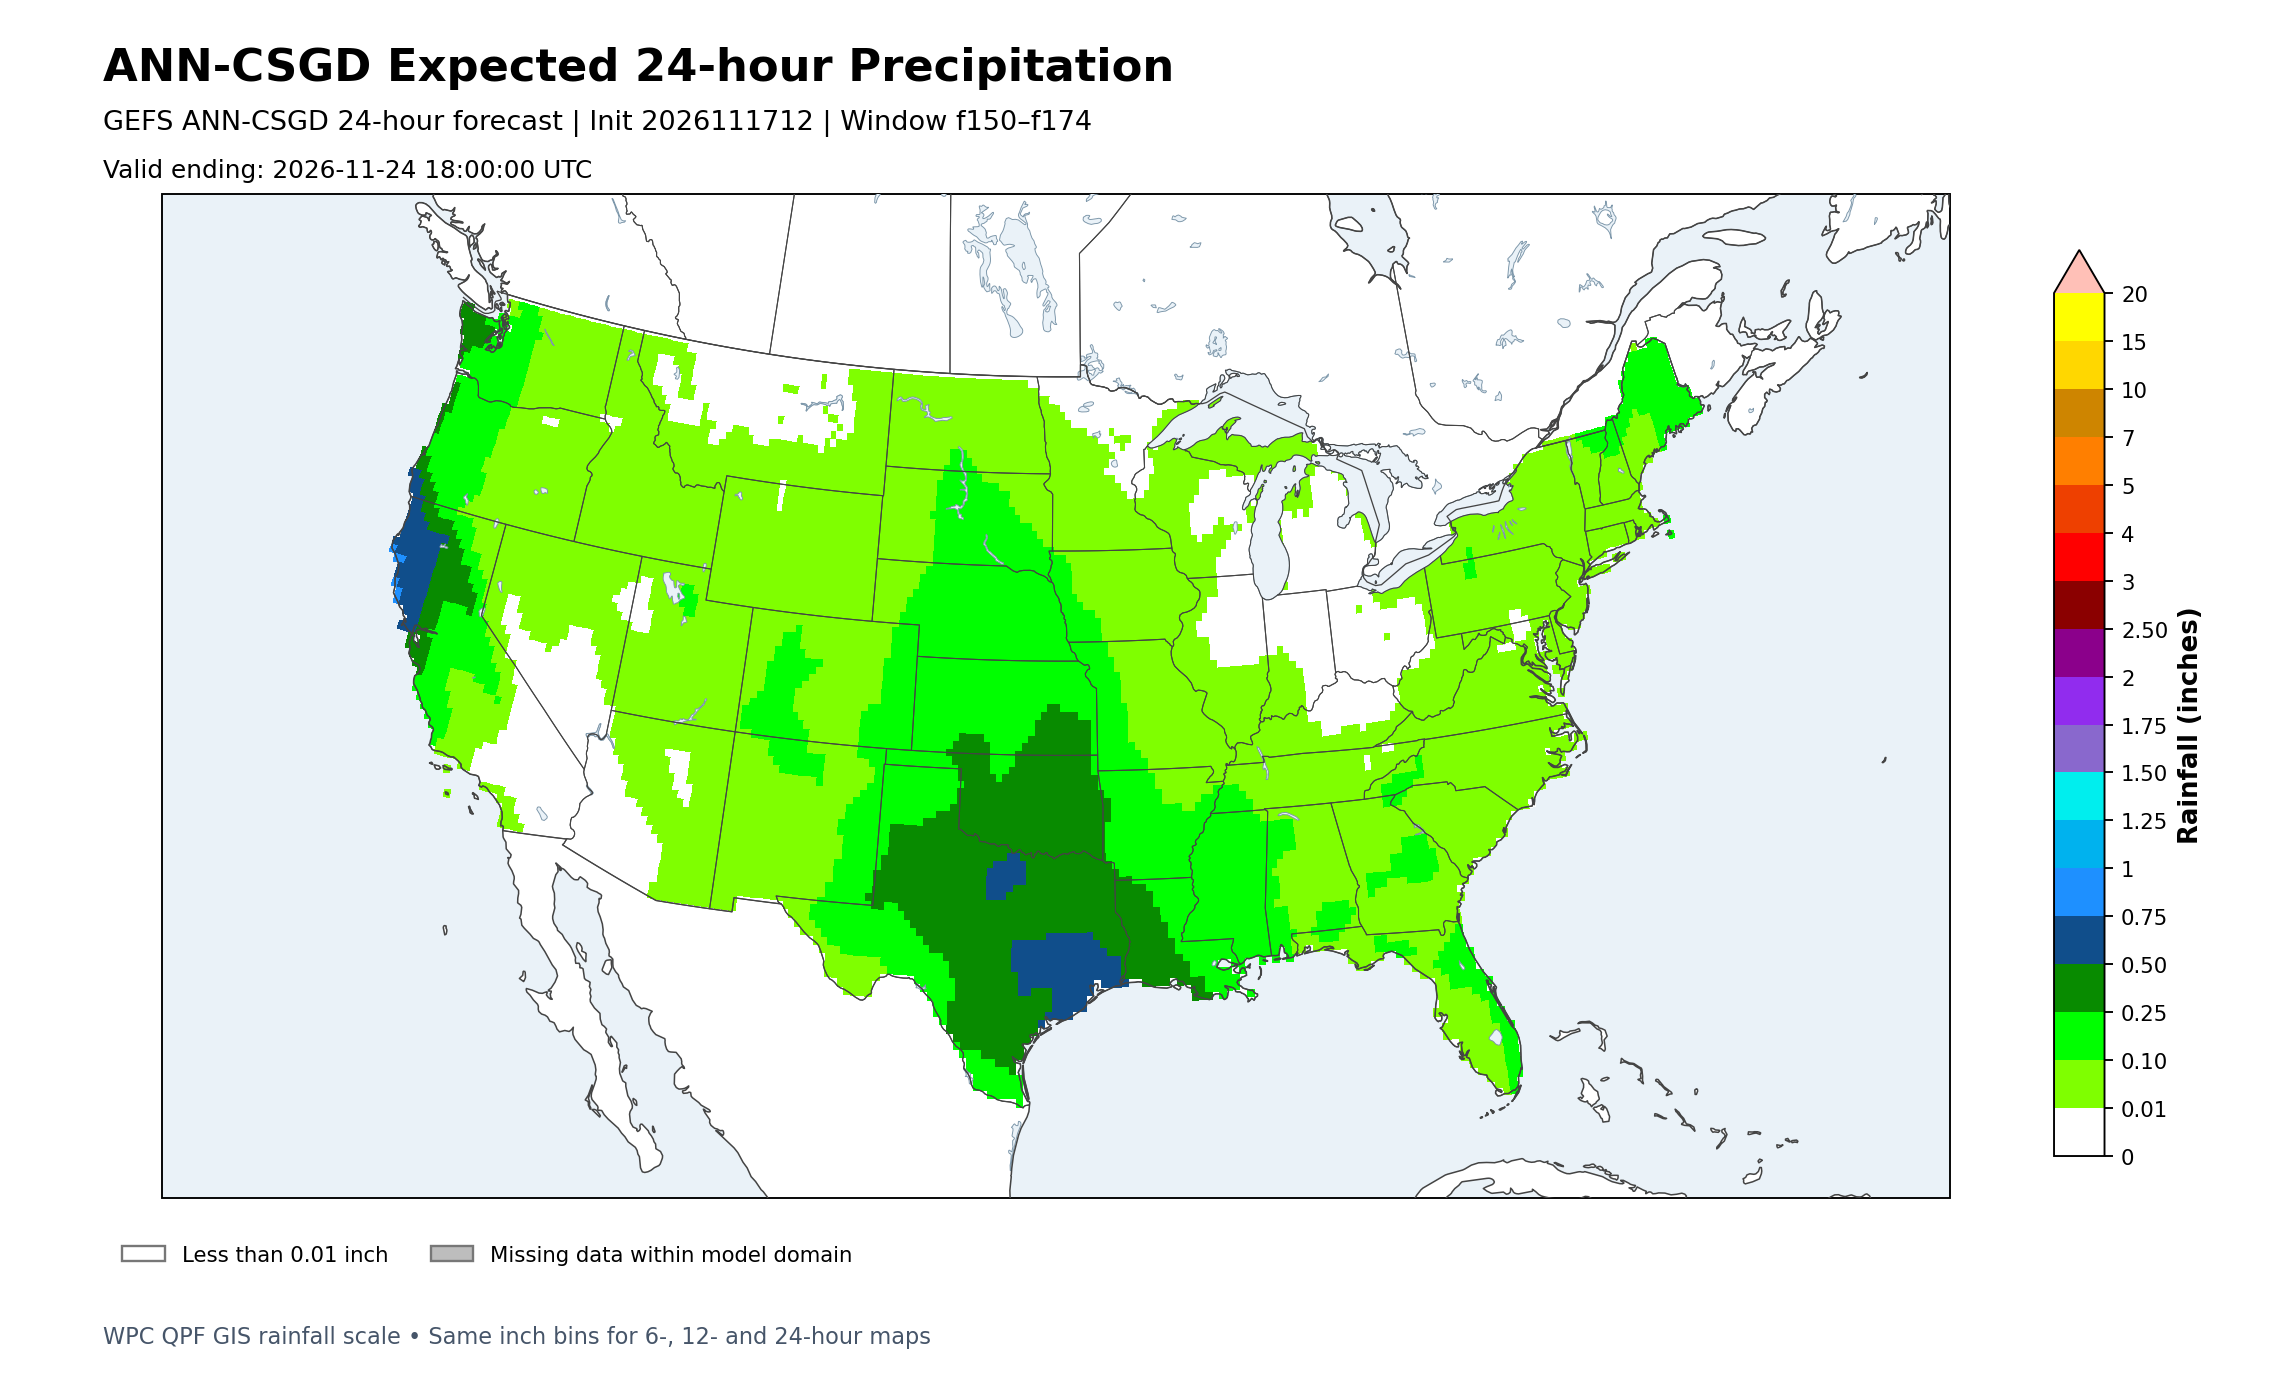 ANN-CSGD Expected 24-hour Precipitation
GEFS ANN-CSGD 24-hour forecast | Init 2026111712 | Window f150–f174
Valid ending: 2026-11-24 18:00:00 UTC
20
15
10
7
5
4
3
2.50
2
1.75
1.50
1.25
1
0.75
0.50
0.25
0.10
0.01
0
Rainfall (inches)
Less than 0.01 inch
Missing data within model domain
WPC QPF GIS rainfall scale • Same inch bins for 6-, 12- and 24-hour maps